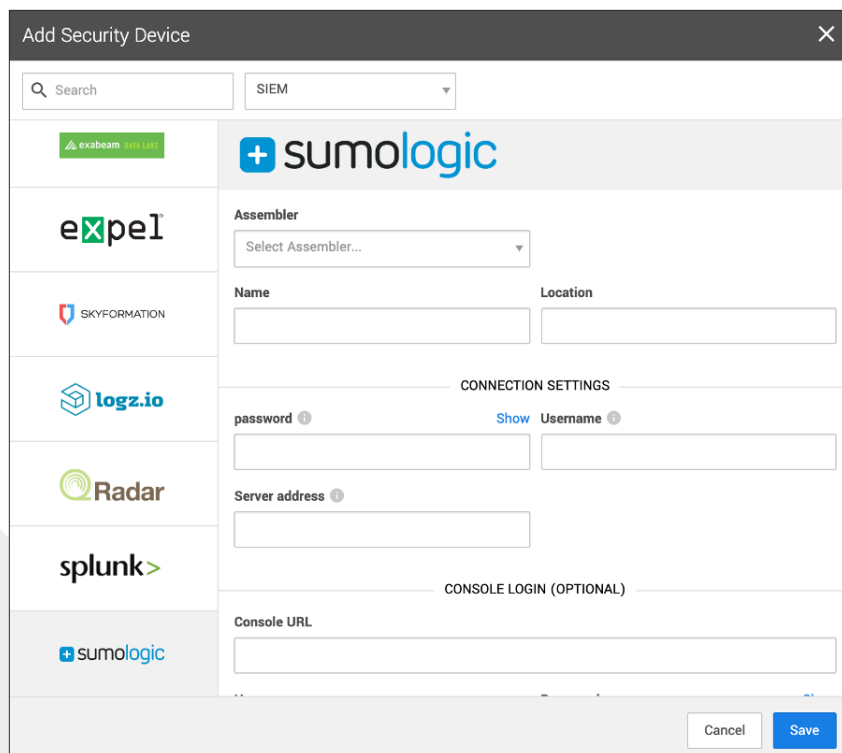 Add Security Device
Search
SIEM
exabeam DATA LAKE
expel
SKYFORMATION
logz.io
QRadar
splunk>
sumologic
sumologic
Assembler
Select Assembler...
Name Location
CONNECTION SETTINGS
password Show Username
Server address
CONSOLE LOGIN (OPTIONAL)
Console URL
Cancel Save